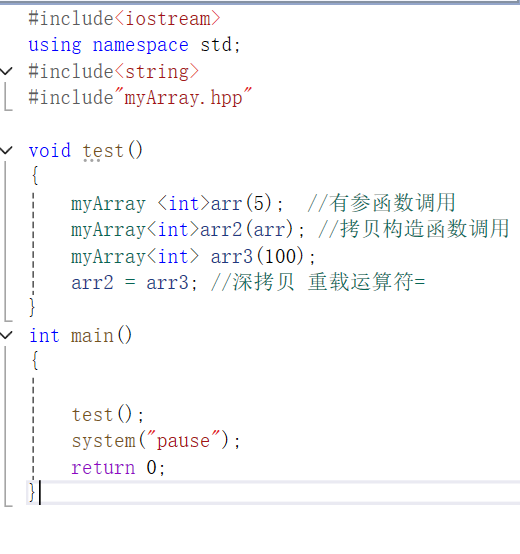 #include<iostream>
using namespace std;
#include<string>
#include"myArray.hpp"
void test()
{
myArray <int>arr(5);  //有参函数调用
myArray<int>arr2(arr); //拷贝构造函数调用
myArray<int> arr3(100);
arr2 = arr3; //深拷贝 重载运算符=
}
int main()
{
test();
system("pause");
return 0;
}